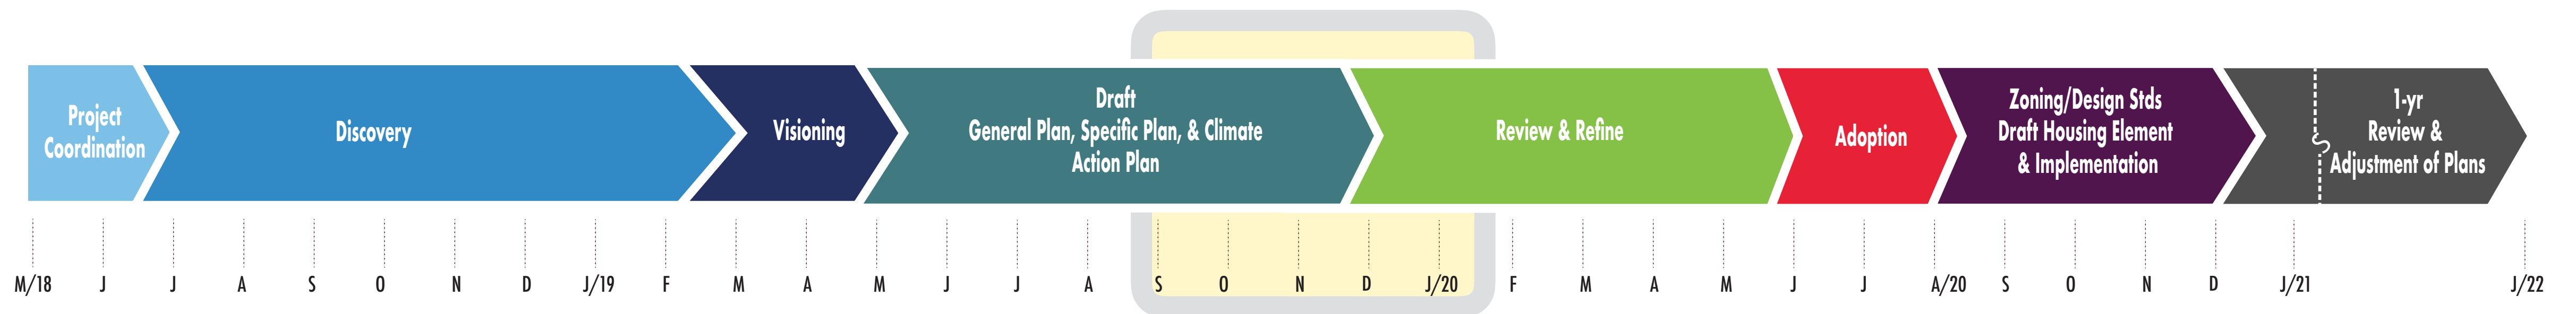 Project
Coordination
Discovery
Visioning
Draft
General Plan, Specific Plan, & Climate
Action Plan
Review & Refine
Adoption
Zoning/Design Stds
Draft Housing Element
& Implementation
1-yr
Review &
Adjustment of Plans
M/18 J J A S O N D J/19 F M A M J J A S O N D J/20 F M A M J J A/20 S O N D J/21 J/22